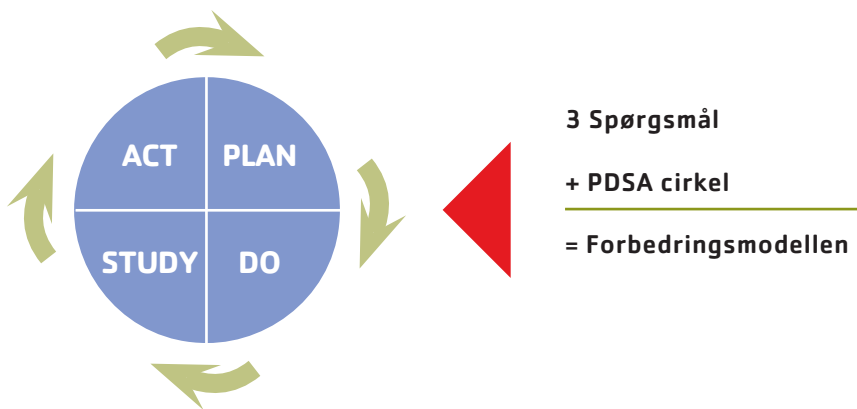 ACT PLAN
STUDY DO
3 Spørgsmål
+ PDSA cirkel
= Forbedringsmodellen